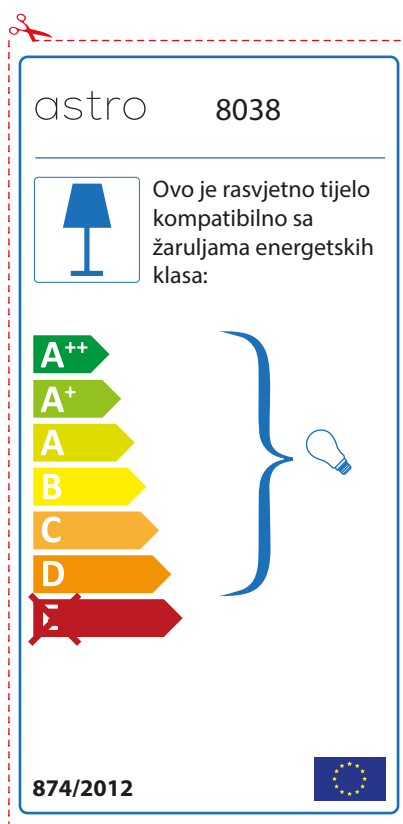 astro 8038
Ovo je rasvjetno tijelo
kompatibilno sa
žaruljama energetskih
klasa:
A++
A+
A
B
C
D
E
874/2012